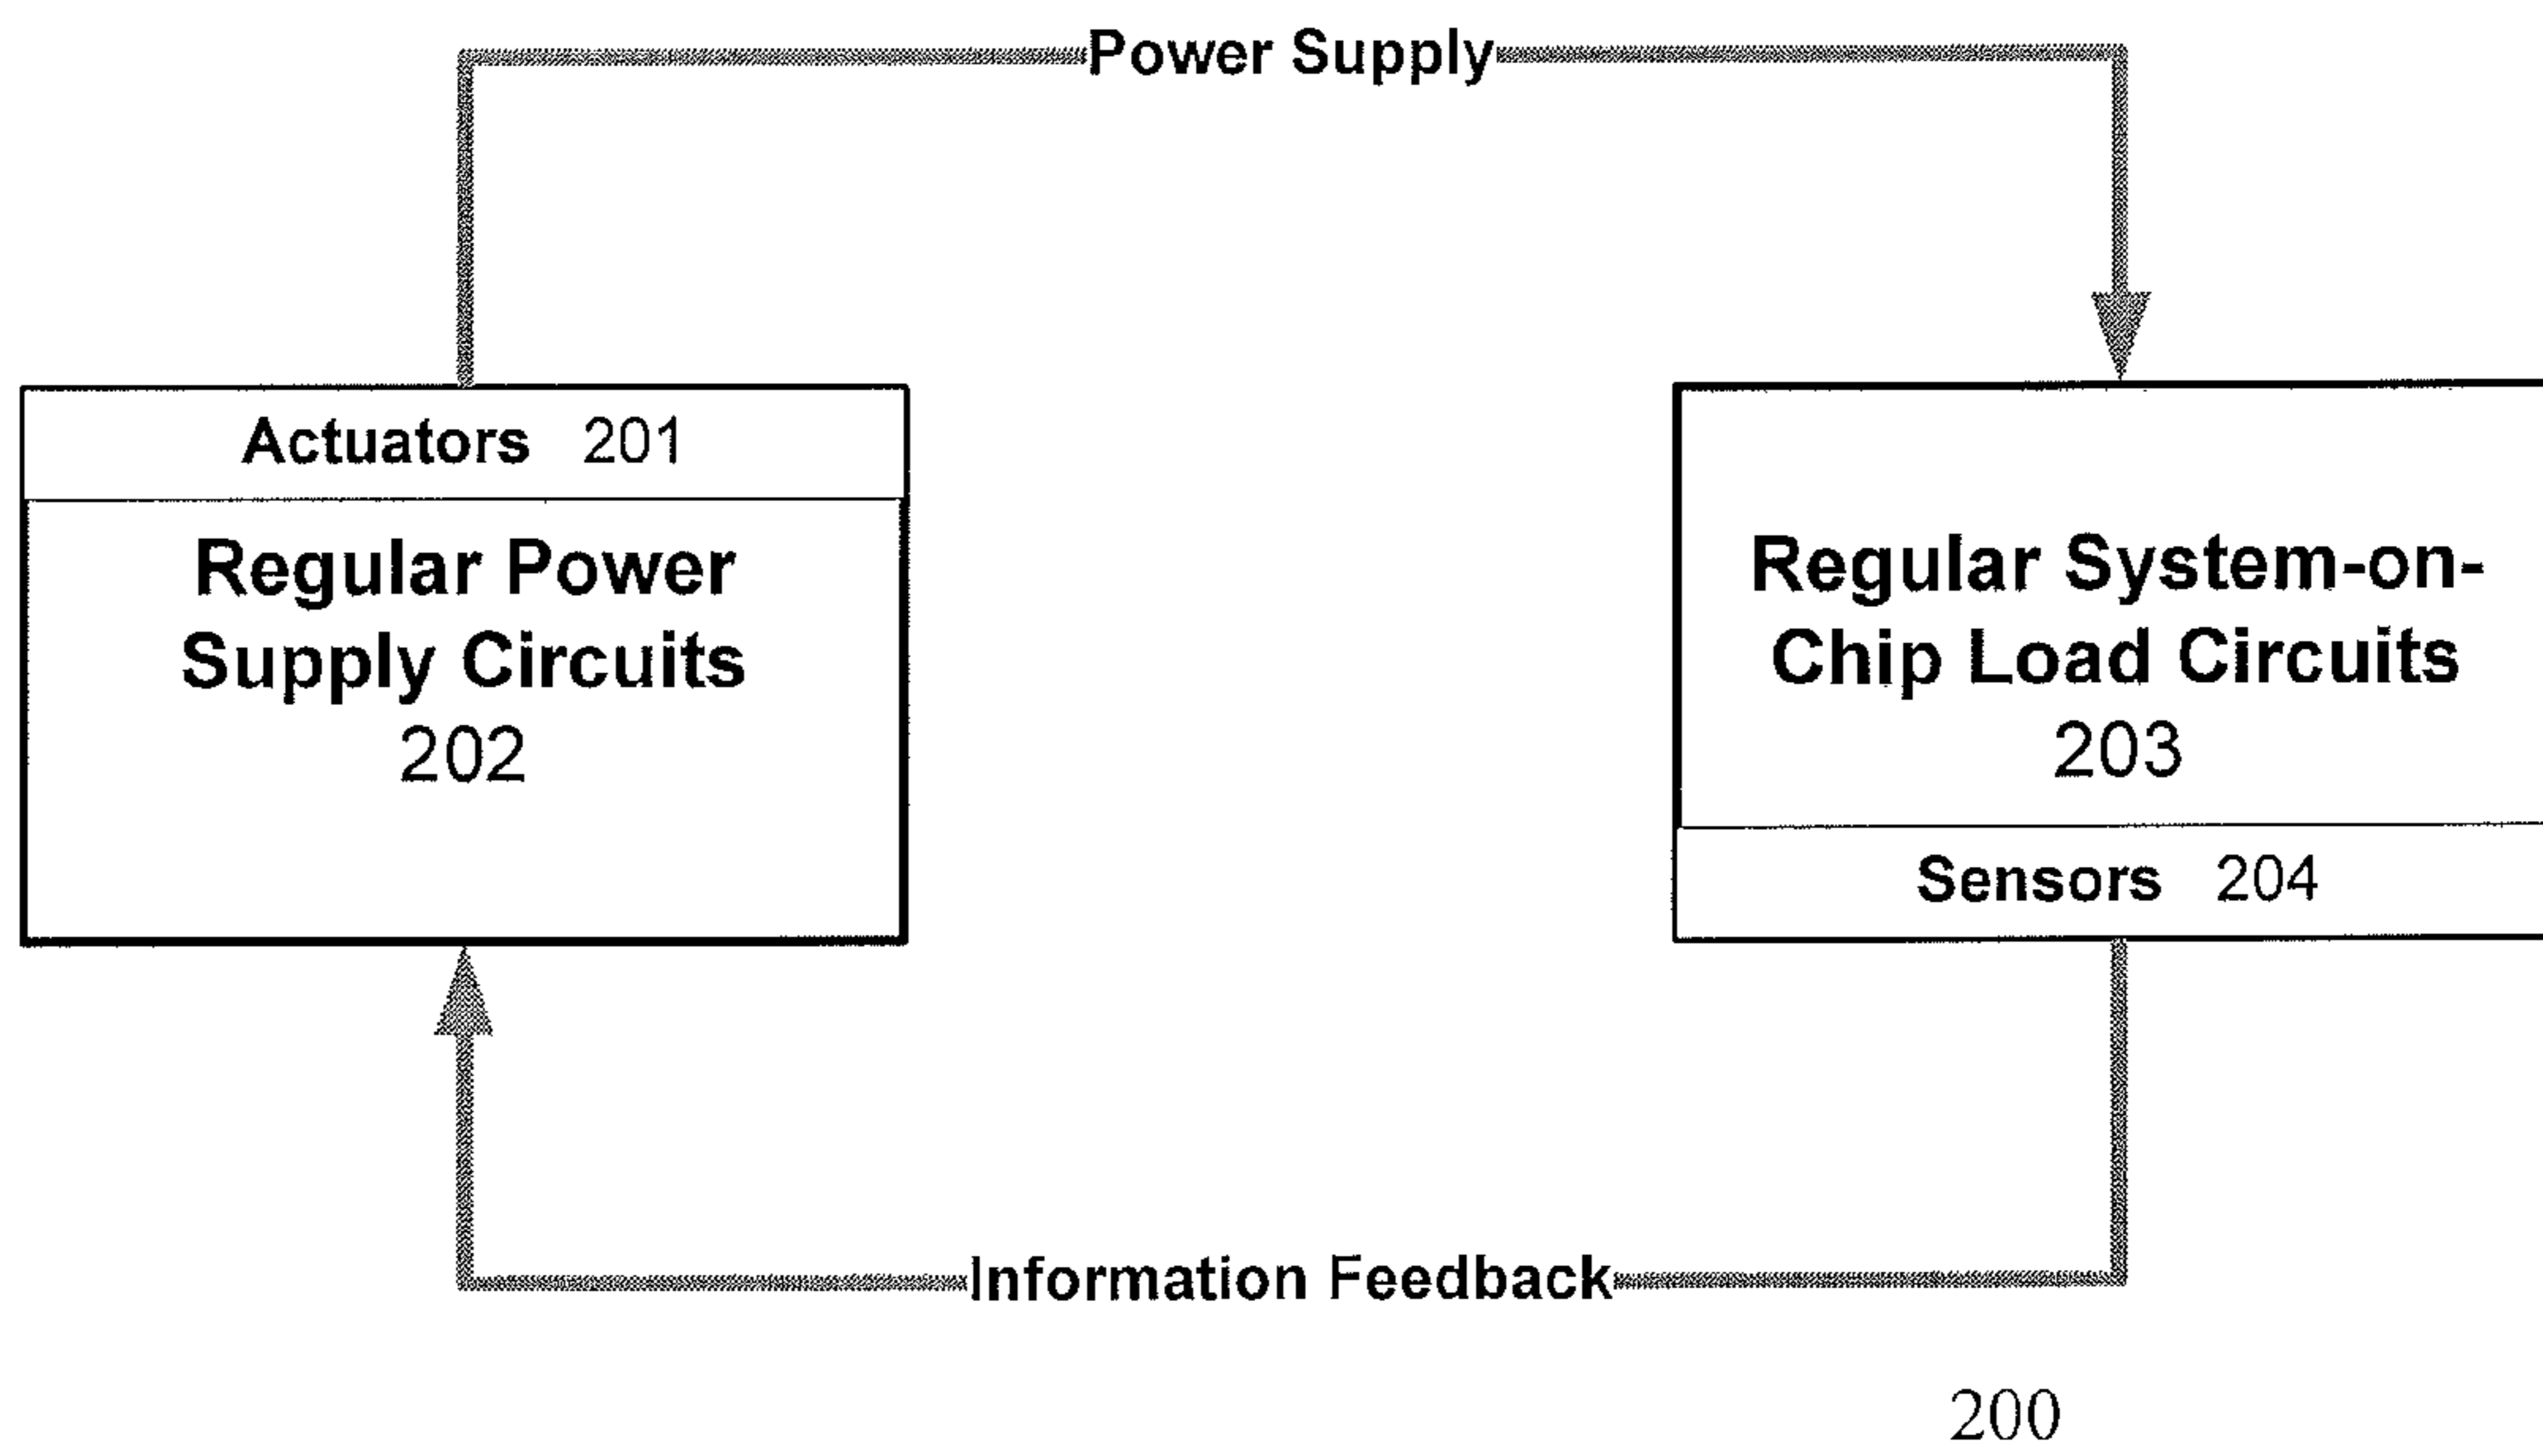 Power Supply
Actuators 201
Regular Power
Supply Circuits
202
Regular System-on-
Chip Load Circuits
203
Sensors 204
Information Feedback
200